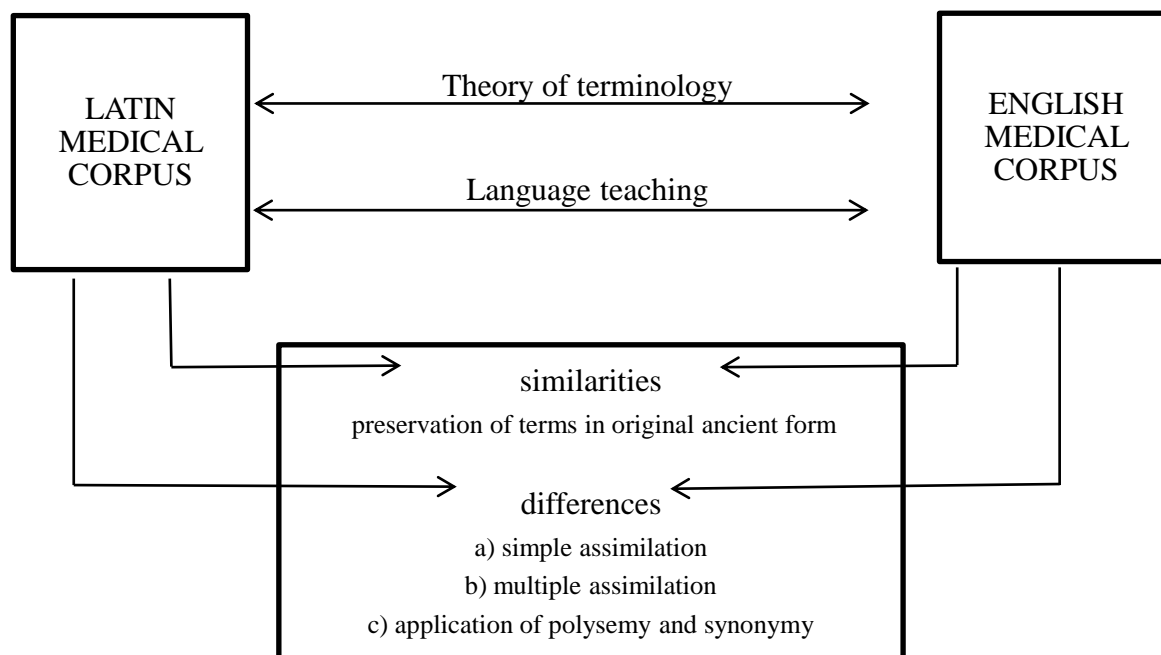 LATIN
MEDICAL
CORPUS
Theory of terminology
Language teaching
ENGLISH
MEDICAL
CORPUS
similarities
preservation of terms in original ancient form
differences
a) simple assimilation
b) multiple assimilation
c) application of polysemy and synonymy